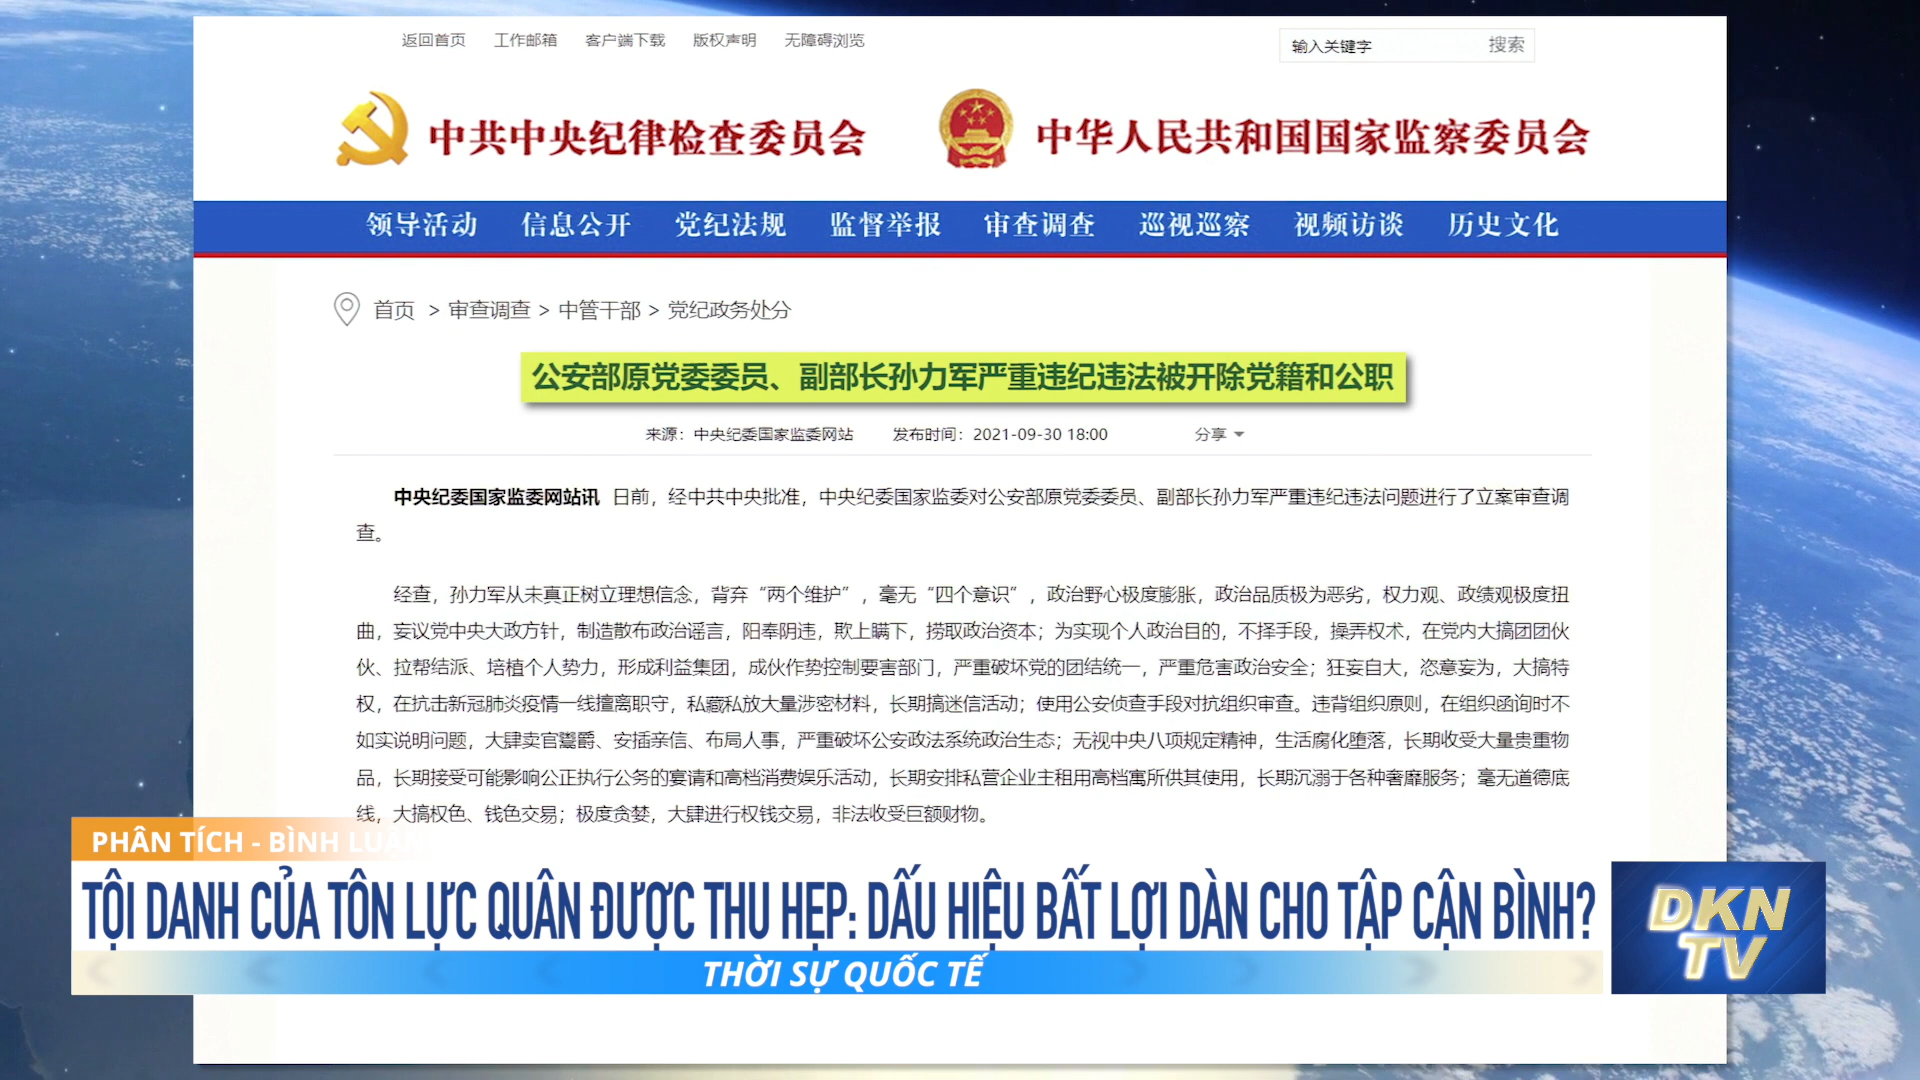 返回首页 工作邮箱 客户端下载 版权声明 无障碍浏览
输入关键字 搜索
中共中央纪律检查委员会 中华人民共和国国家监察委员会
领导活动 信息公开 党纪法规 监督举报 审查调查 巡视巡察 视频访谈 历史文化
首页 > 审查调查 > 中管干部 > 党纪政务处分
公安部原党委委员、副部长孙力军严重违纪违法被开除党籍和公职
来源：中央纪委国家监委网站 发布时间：2021-09-30 18:00 分享
中央纪委国家监委网站讯 日前，经中共中央批准，中央纪委国家监委对公安部原党委委员、副部长孙力军严重违纪违法问题进行了立案审查调
查。
经查，孙力军从未真正树立理想信念，背弃“两个维护”，毫无“四个意识”，政治野心极度膨胀，政治品质极为恶劣，权力观、政绩观极度扭
曲，妄议党中央大政方针，制造散布政治谣言，阳奉阴违，欺上瞒下，捞取政治资本；为实现个人政治目的，不择手段，操弄权术，在党内大搞团团伙
伙、拉帮结派、培植个人势力，形成利益集团，成伙作势控制要害部门，严重破坏党的团结统一，严重危害政治安全；狂妄自大，恣意妄为，大搞特
权，在抗击新冠肺炎疫情一线擅离职守，私藏私放大量涉密材料，长期搞迷信活动；使用公安侦查手段对抗组织审查。违背组织原则，在组织函询时不
如实说明问题，大肆卖官鬻爵、安插亲信、布局人事，严重破坏公安政法系统政治生态；无视中央八项规定精神，生活腐化堕落，长期收受大量贵重物
品，长期接受可能影响公正执行公务的宴请和高档消费娱乐活动，长期安排私营企业主租用高档寓所供其使用，长期沉溺于各种奢靡服务；毫无道德底
线，大搞权色、钱色交易；极度贪婪，大肆进行权钱交易，非法收受巨额财物。
PHÂN TÍCH - BÌNH LUẬN
TỘI DANH CỦA TÔN LỰC QUÂN ĐƯỢC THU HẸP: DẤU HIỆU BẤT LỢI DÀN CHO TẬP CẬN BÌNH?
THỜI SỰ QUỐC TẾ
DKN
TV